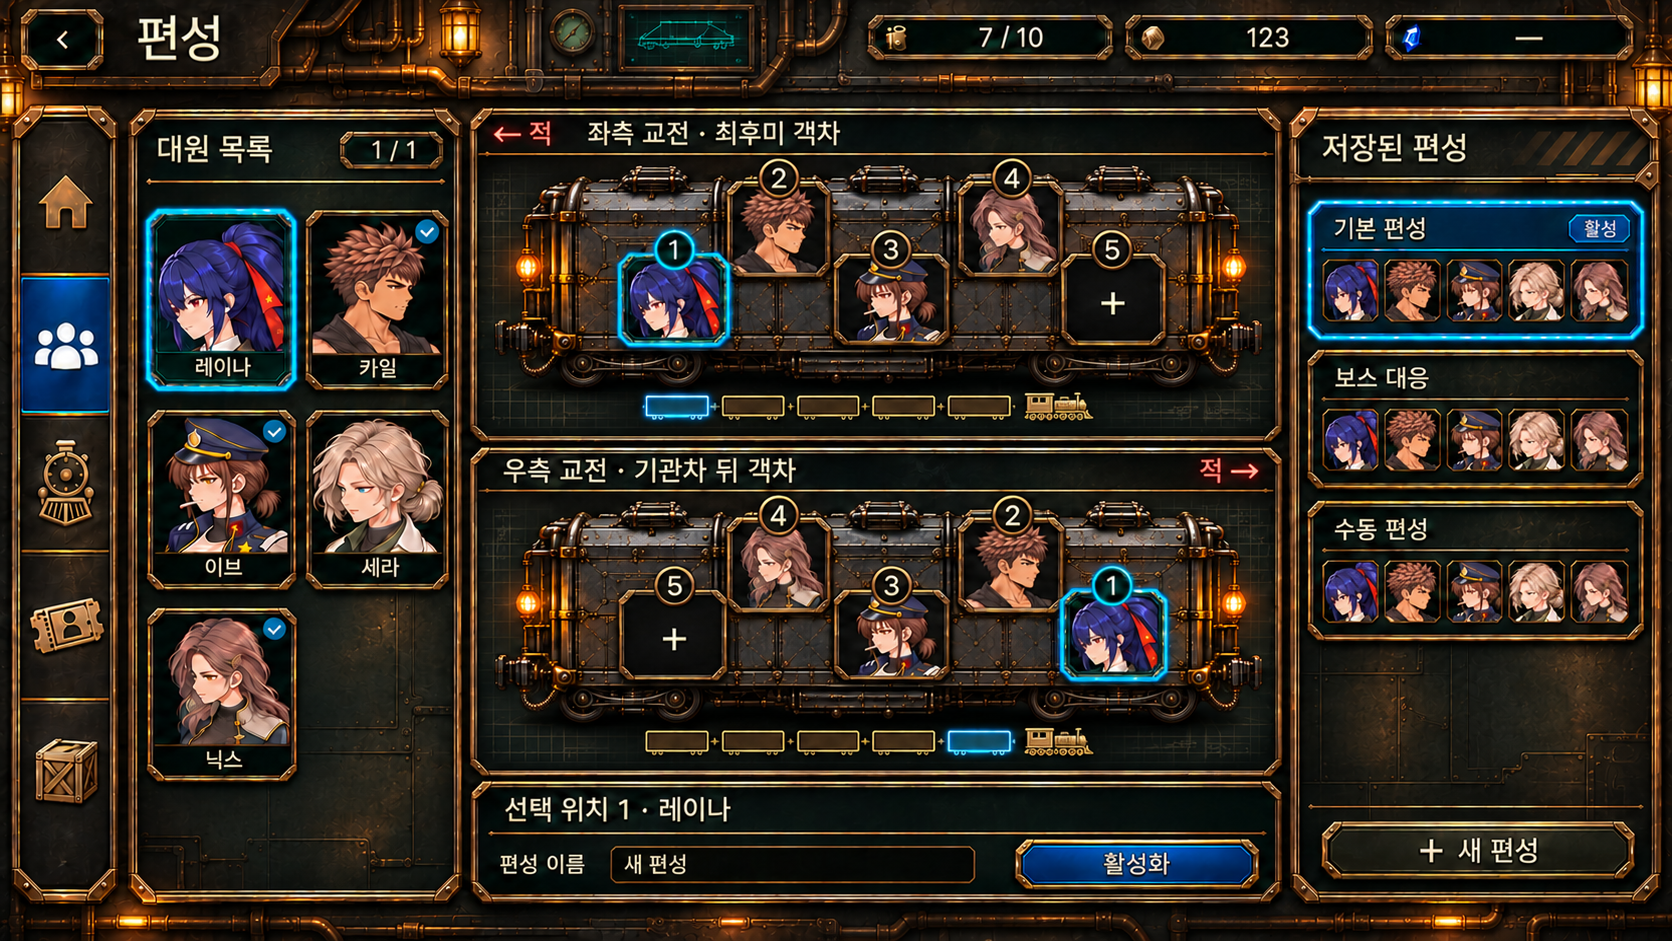 편성
7 / 10
123
—
대원 목록
1 / 1
레이나
카일
이브
세라
닉스
← 적
좌측 교전 · 최후미 객차
1
2
3
4
5
+
우측 교전 · 기관차 뒤 객차
적 →
5
4
3
2
1
+
선택 위치 1 · 레이나
편성 이름
새 편성
활성화
저장된 편성
기본 편성
활성
보스 대응
수동 편성
+ 새 편성